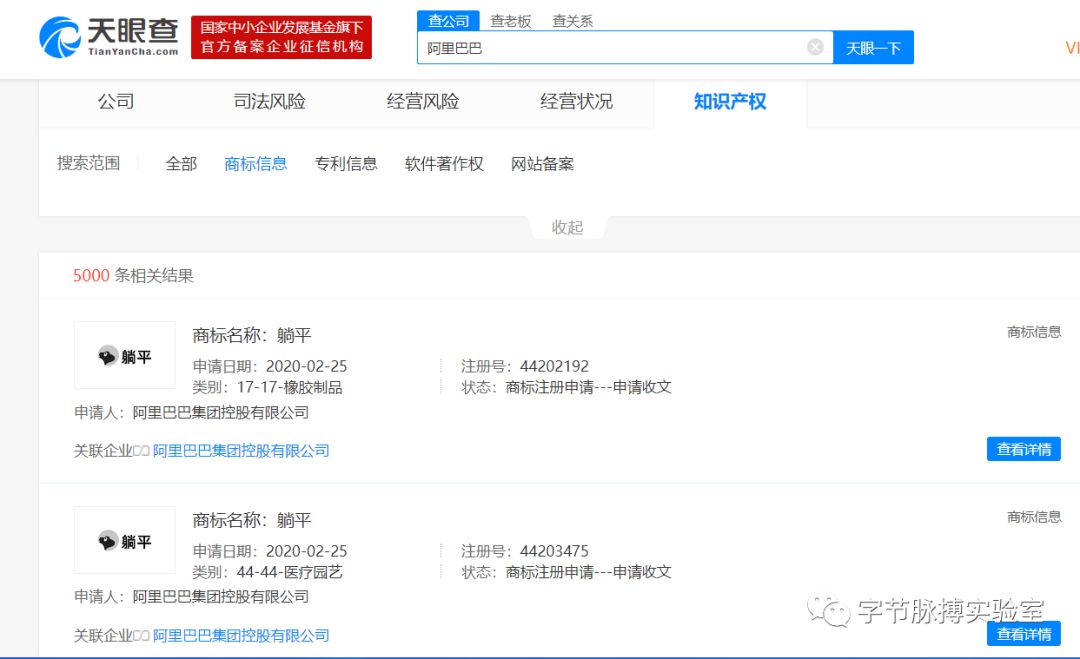 天眼查
TianYanCha.com
国家中小企业发展基金旗下
官方备案企业征信机构
查公司 查老板 查关系
阿里巴巴
天眼一下
VI
公司 司法风险 经营风险 经营状况 知识产权
搜索范围 全部 商标信息 专利信息 软件著作权 网站备案
收起
5000 条相关结果
躺平
商标名称：躺平
商标信息
申请日期：2020-02-25 注册号：44202192
类别：17-17-橡胶制品 状态：商标注册申请---申请收文
申请人：阿里巴巴集团控股有限公司
关联企业 阿里巴巴集团控股有限公司
查看详情
躺平
商标名称：躺平
商标信息
申请日期：2020-02-25 注册号：44203475
类别：44-44-医疗园艺 状态：商标注册申请---申请收文
申请人：阿里巴巴集团控股有限公司
字节脉搏实验室
关联企业 阿里巴巴集团控股有限公司
查看详情